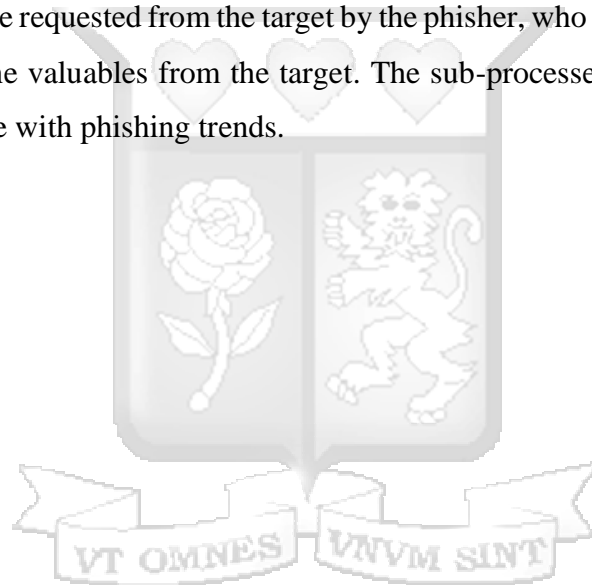 e requested from the target by the phisher, who
ne valuables from the target. The sub-processe
e with phishing trends.
VT OMNES VNVM SINT